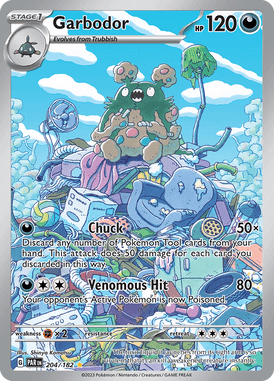 STAGE 1
Garbodor
HP 120
Evolves from Trubbish
Chuck 50×
Discard any number of Pokémon Tool cards from your
hand. This attack does 50 damage for each card you
discarded in this way.
Venomous Hit 80
Your opponent's Active Pokémon is now Poisoned.
weakness ×2 resistance retreat
Illus. Shinya Komatsu
PAR EN 204/182
©2023 Pokémon / Nintendo / Creatures / GAME FREAK